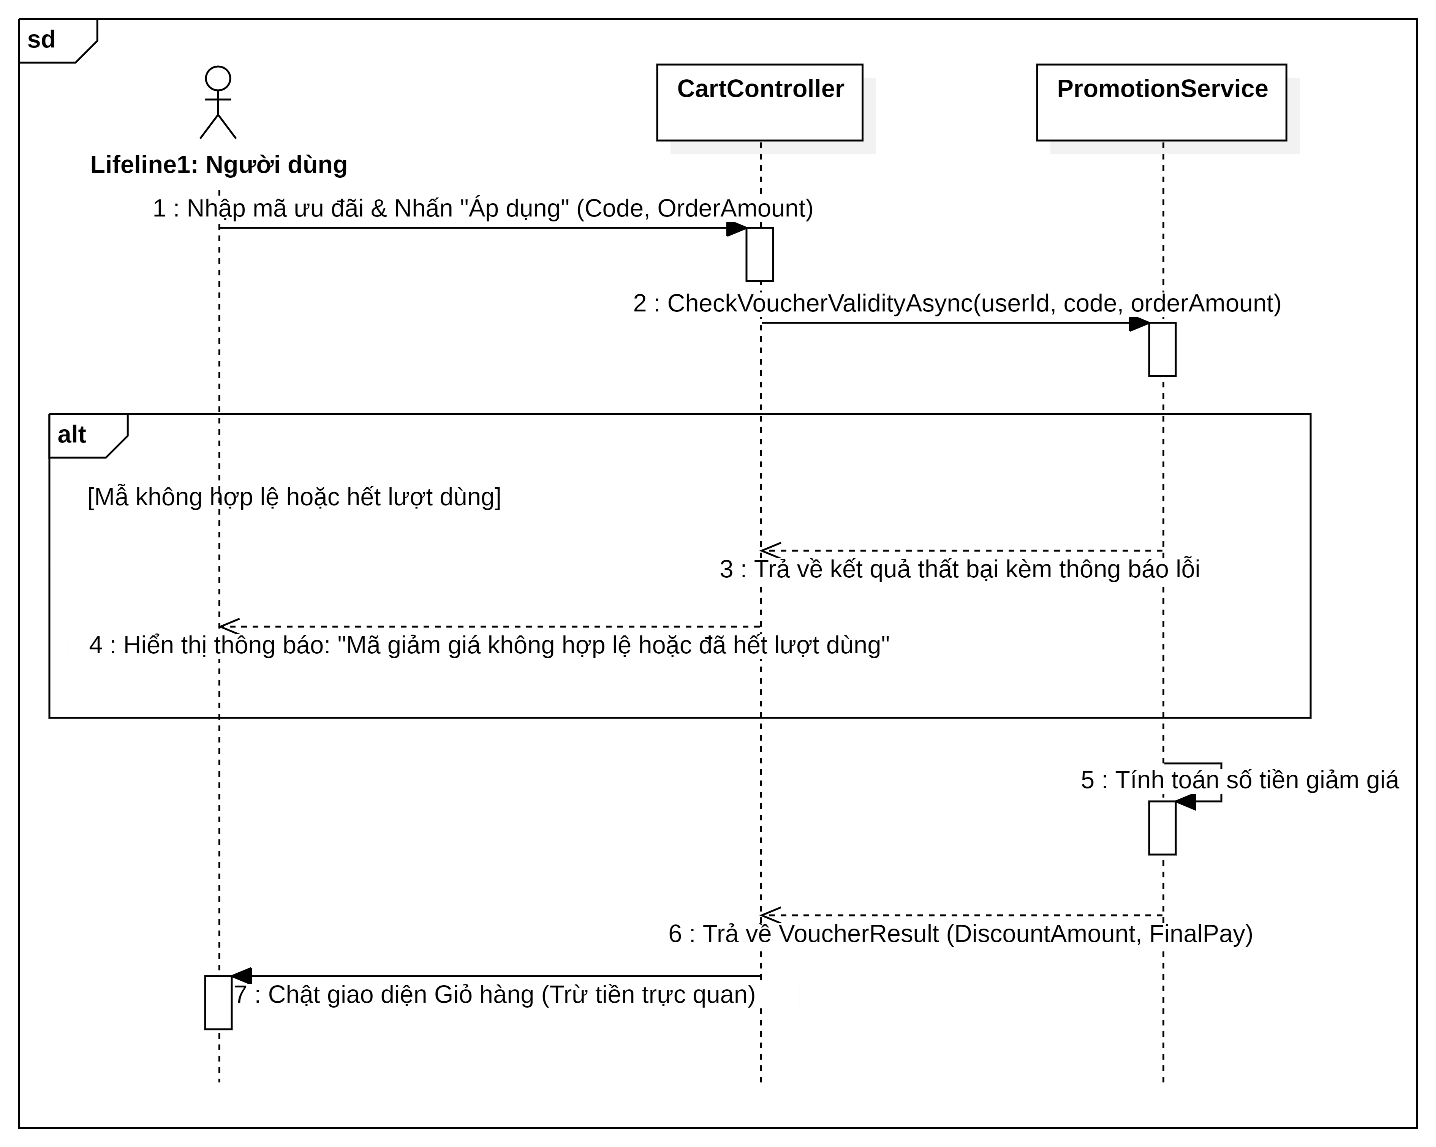 sd
CartController
PromotionService
Lifeline1: Người dùng
1 : Nhập mã ưu đãi & Nhấn "Áp dụng" (Code, OrderAmount)
2 : CheckVoucherValidityAsync(userId, code, orderAmount)
alt
[Mẫ không hợp lệ hoặc hết lượt dùng]
3 : Trả về kết quả thất bại kèm thông báo lỗi
4 : Hiển thị thông báo: "Mã giảm giá không hợp lệ hoặc đã hết lượt dùng"
5 : Tính toán số tiền giảm giá
6 : Trả về VoucherResult (DiscountAmount, FinalPay)
7 : Chật giao diện Giỏ hàng (Trừ tiền trực quan)